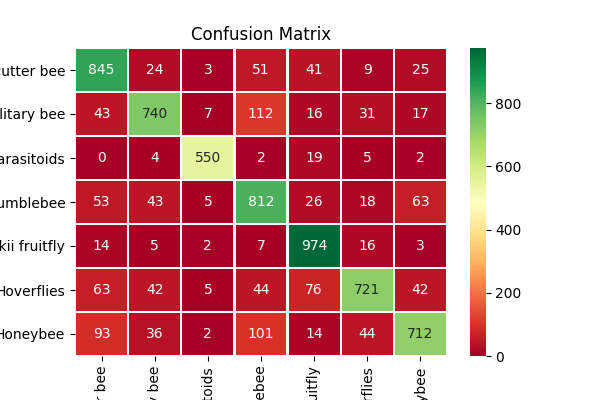 Confusion Matrix
cutter bee 845 24 3 51 41 9 25
litary bee 43 740 7 112 16 31 17
arasitoids 0 4 550 2 19 5 2
umblebee 53 43 5 812 26 18 63
kii fruitfly 14 5 2 7 974 16 3
Hoverflies 63 42 5 44 76 721 42
Honeybee 93 36 2 101 14 44 712
r bee
y bee
toids
ebee
uitfly
rflies
ybee
800
600
400
200
0